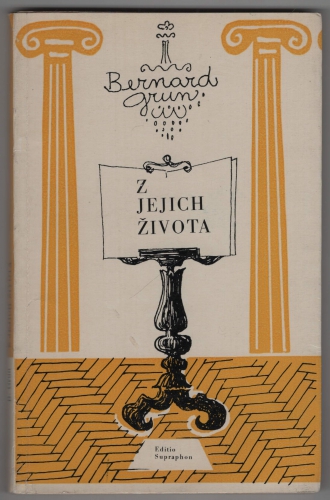 Bernard
Grun
Z
JEJICH
ŽIVOTA
Editio
Supraphon